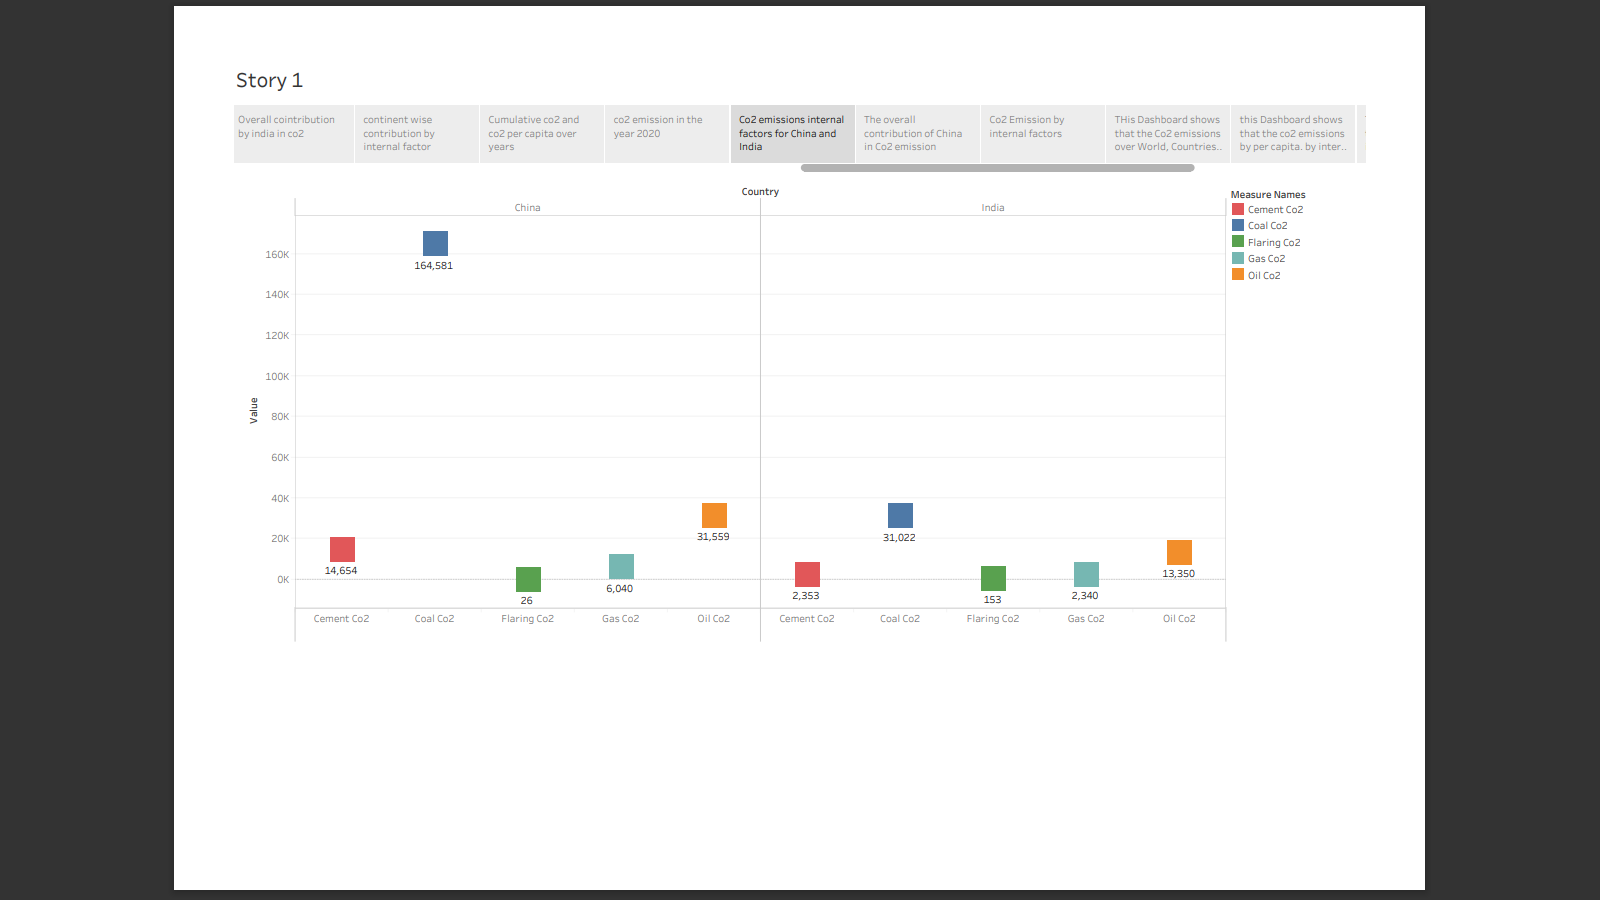 Story 1
Overall cointribution
by india in co2
continent wise
contribution by
internal factor
Cumulative co2 and
co2 per capita over
years
co2 emission in the
year 2020
Co2 emissions internal
factors for China and
India
The overall
contribution of China
in Co2 emission
Co2 Emission by
internal factors
THis Dashboard shows
that the Co2 emissions
over World, Countries..
this Dashboard shows
that the co2 emissions
by per capita. by inter..
Country
China
India
Measure Names
Cement Co2
Coal Co2
Flaring Co2
Gas Co2
Oil Co2
Value
160K
140K
120K
100K
80K
60K
40K
20K
0K
164,581
14,654
26
6,040
31,559
2,353
31,022
153
2,340
13,350
Cement Co2
Coal Co2
Flaring Co2
Gas Co2
Oil Co2
Cement Co2
Coal Co2
Flaring Co2
Gas Co2
Oil Co2